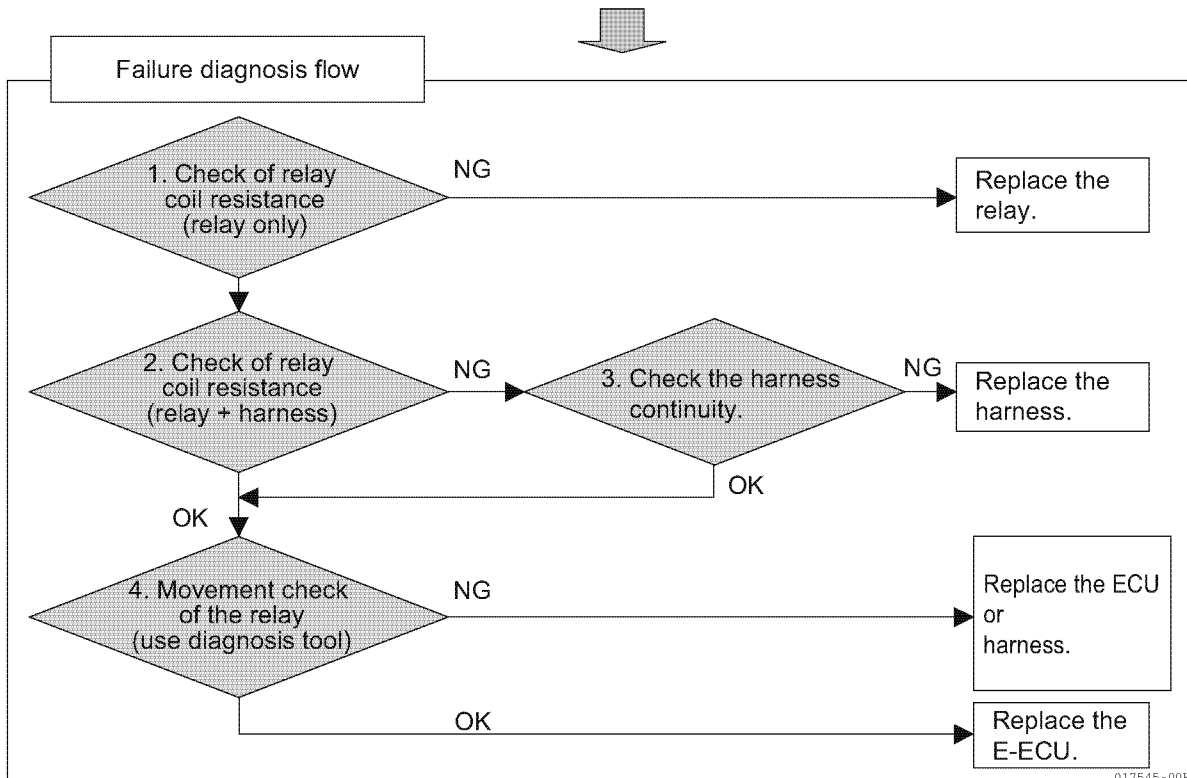 Failure diagnosis flow
1. Check of relay
coil resistance
(relay only)
NG
Replace the
relay.
2. Check of relay
coil resistance
(relay + harness)
NG
3. Check the harness
continuity.
NG
Replace the
harness.
OK
OK
4. Movement check
of the relay
(use diagnosis tool)
NG
Replace the ECU
or
harness.
OK
Replace the
E-ECU.